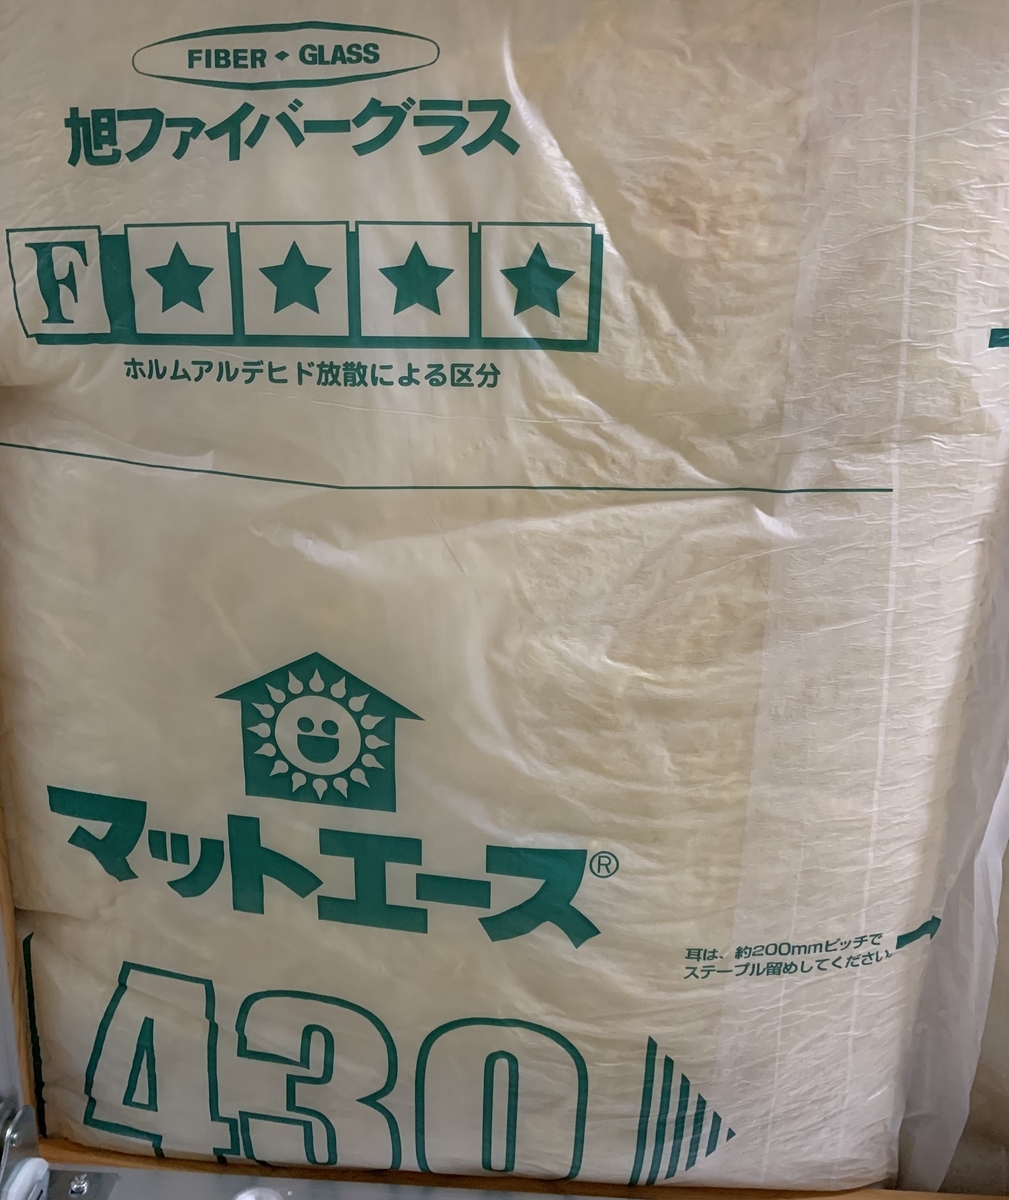 FIBER◆GLASS
旭ファイバーグラス
F★★★★
ホルムアルデヒド放散による区分
マットエース®
耳は、約200mmピッチで
ステープル留めしてください。
430